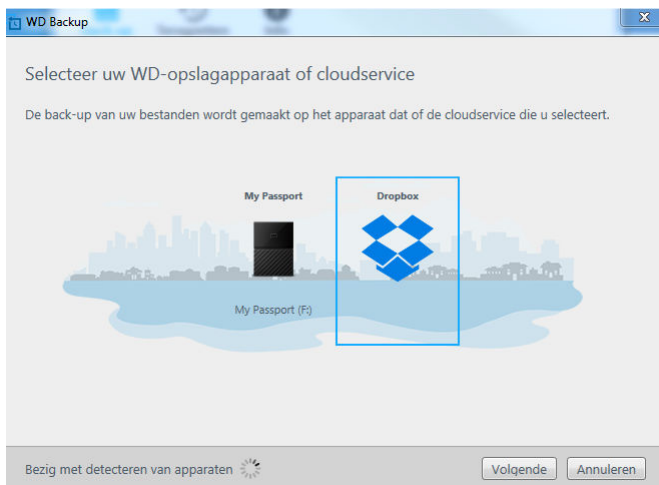 WD Backup
Selecteer uw WD-opslagapparaat of cloudservice
De back-up van uw bestanden wordt gemaakt op het apparaat dat of de cloudservice die u selecteert.
My Passport
Dropbox
My Passport (F:)
Bezig met detecteren van apparaten
Volgende
Annuleren